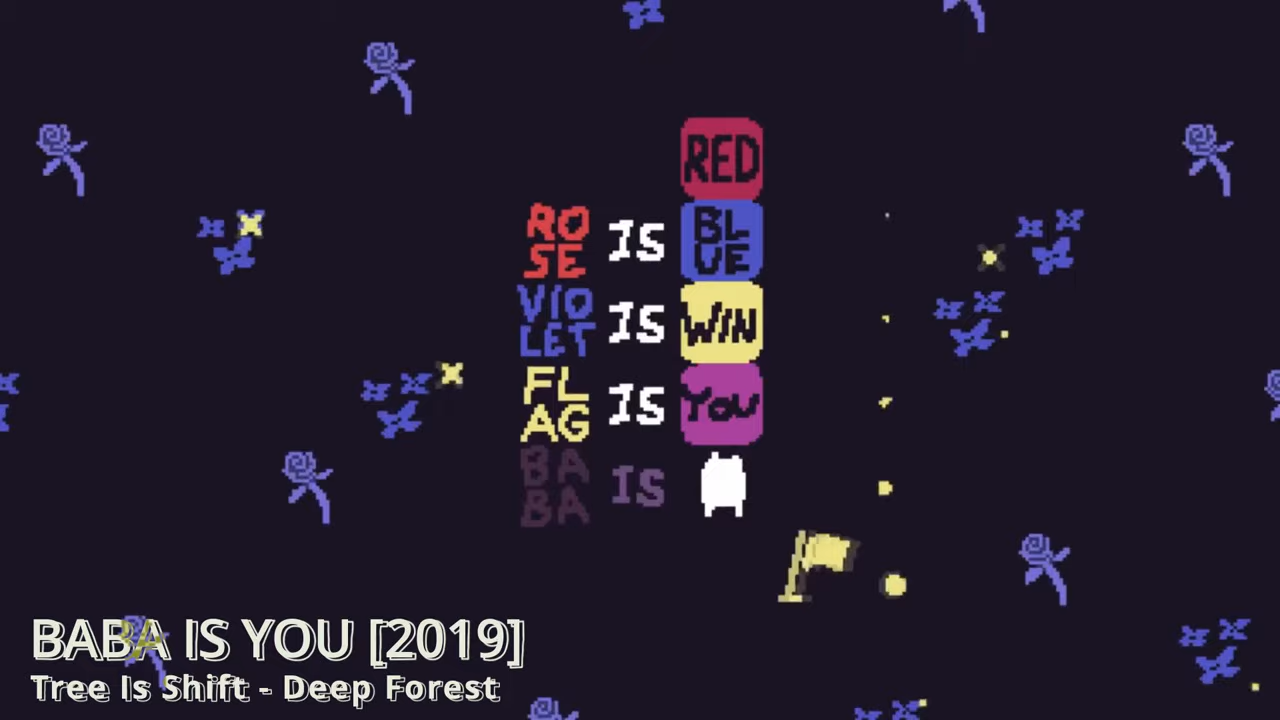 RED
ROSE IS BLUE
VIOLET IS WIN
FLAG IS YOU
BABA IS
BABA IS YOU [2019]
Tree Is Shift - Deep Forest